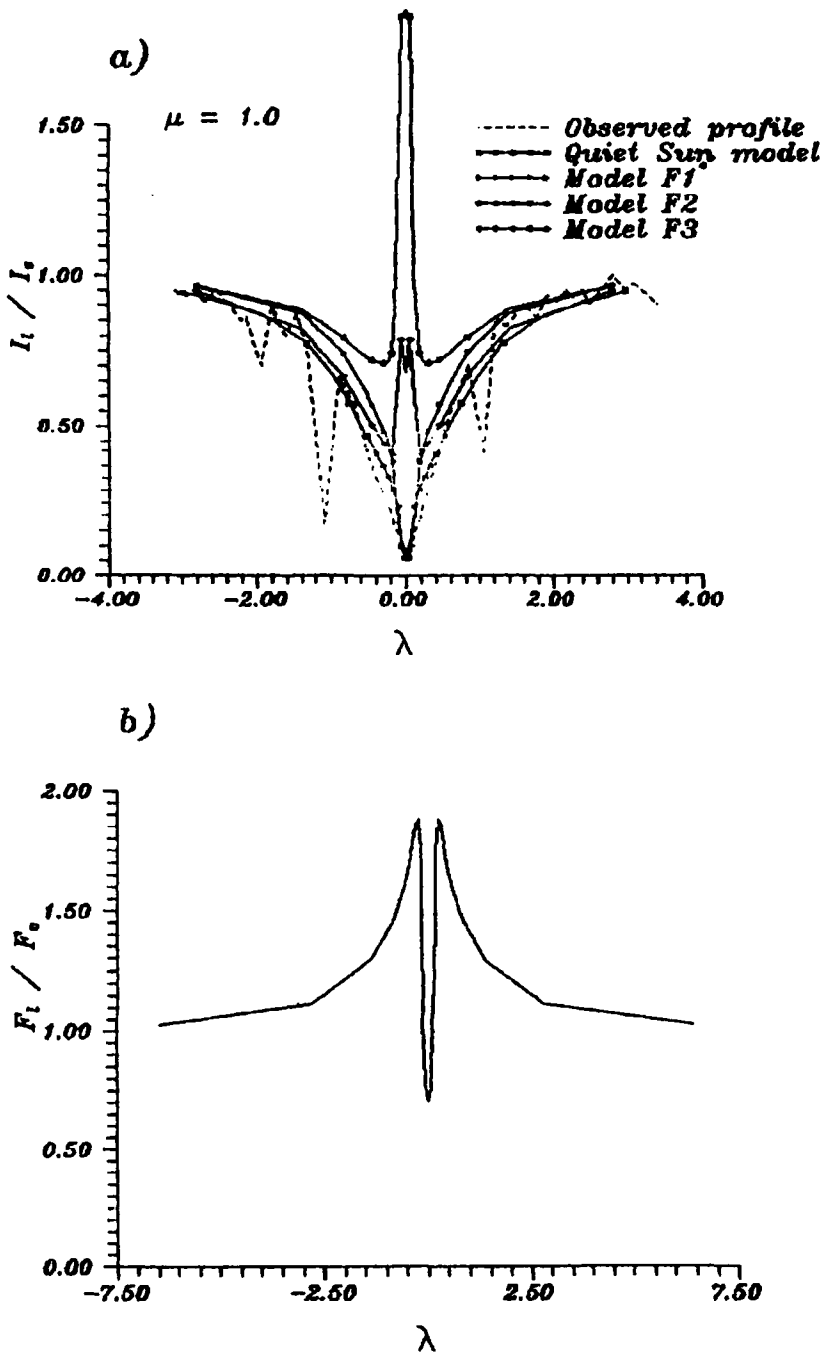 a)
μ = 1.0
Observed profile
Quiet Sun model
Model F1
Model F2
Model F3
1.50
1.00
0.50
0.00
I_l / I_c
-4.00 -2.00 0.00 2.00 4.00
λ
b)
2.00
1.50
1.00
0.50
0.00
F_l / F_c
-7.50 -2.50 2.50 7.50
λ